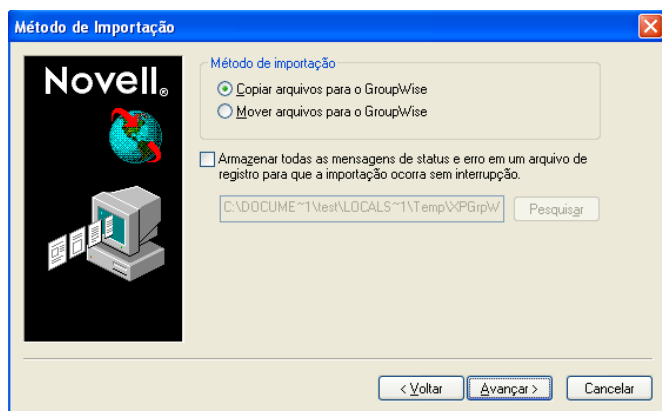 Método de Importação
Novell®
Método de importação
Copiar arquivos para o GroupWise
Mover arquivos para o GroupWise
Armazenar todas as mensagens de status e erro em um arquivo de
registro para que a importação ocorra sem interrupção.
C:\DOCUME~1\test\LOCALS~1\Temp\XPGrpW
Pesquisar
< Voltar
Avançar >
Cancelar